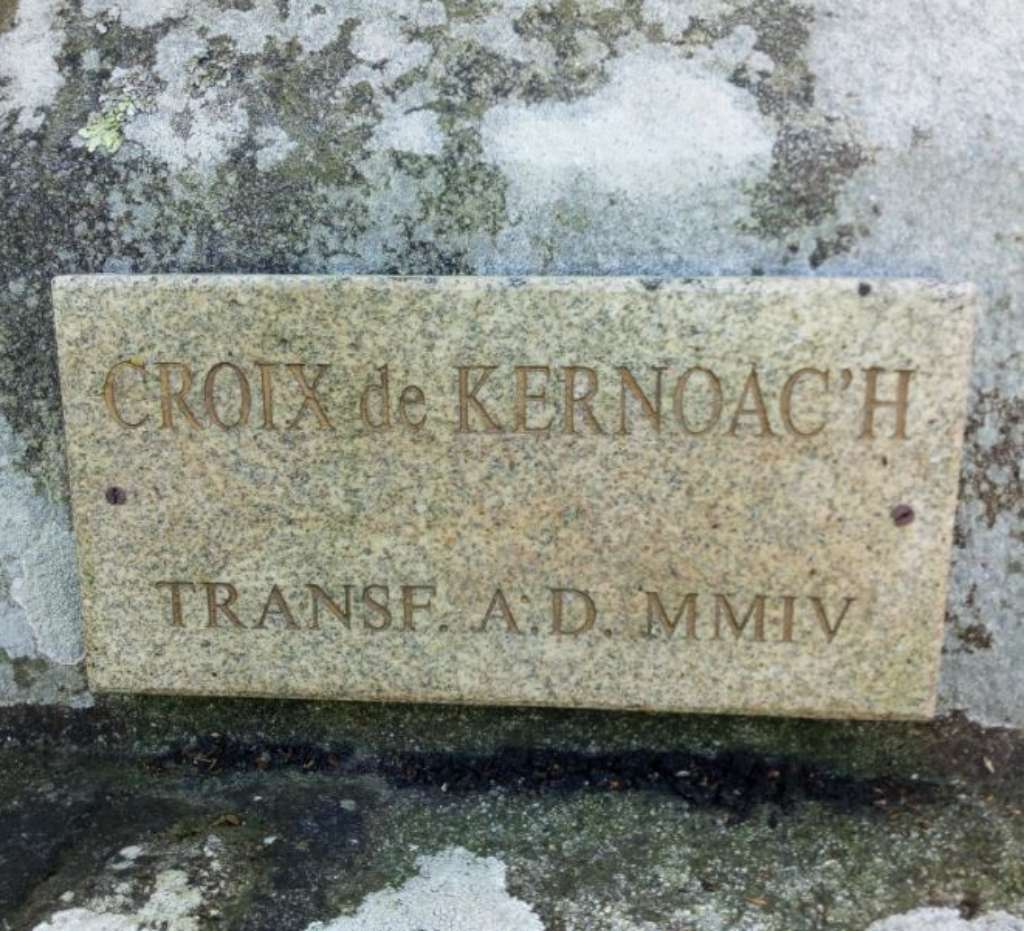 CROIX de KERNOAC'H
TRANSF. A.D. MMIV